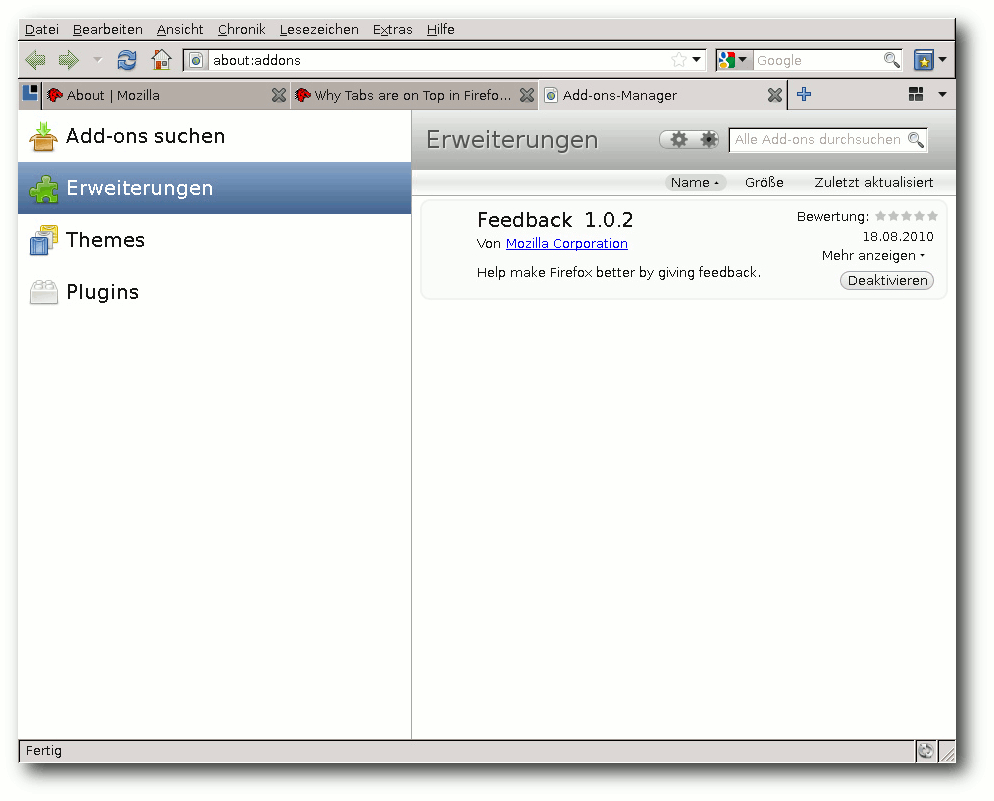 Datei Bearbeiten Ansicht Chronik Lesezeichen Extras Hilfe
about:addons Google
About | Mozilla Why Tabs are on Top in Firefo... Add-ons-Manager
Add-ons suchen
Erweiterungen
Themes
Plugins
Erweiterungen Alle Add-ons durchsuchen
Name Größe Zuletzt aktualisiert
Feedback 1.0.2 Bewertung:
Von Mozilla Corporation 18.08.2010
Mehr anzeigen
Help make Firefox better by giving feedback.
Deaktivieren
Fertig